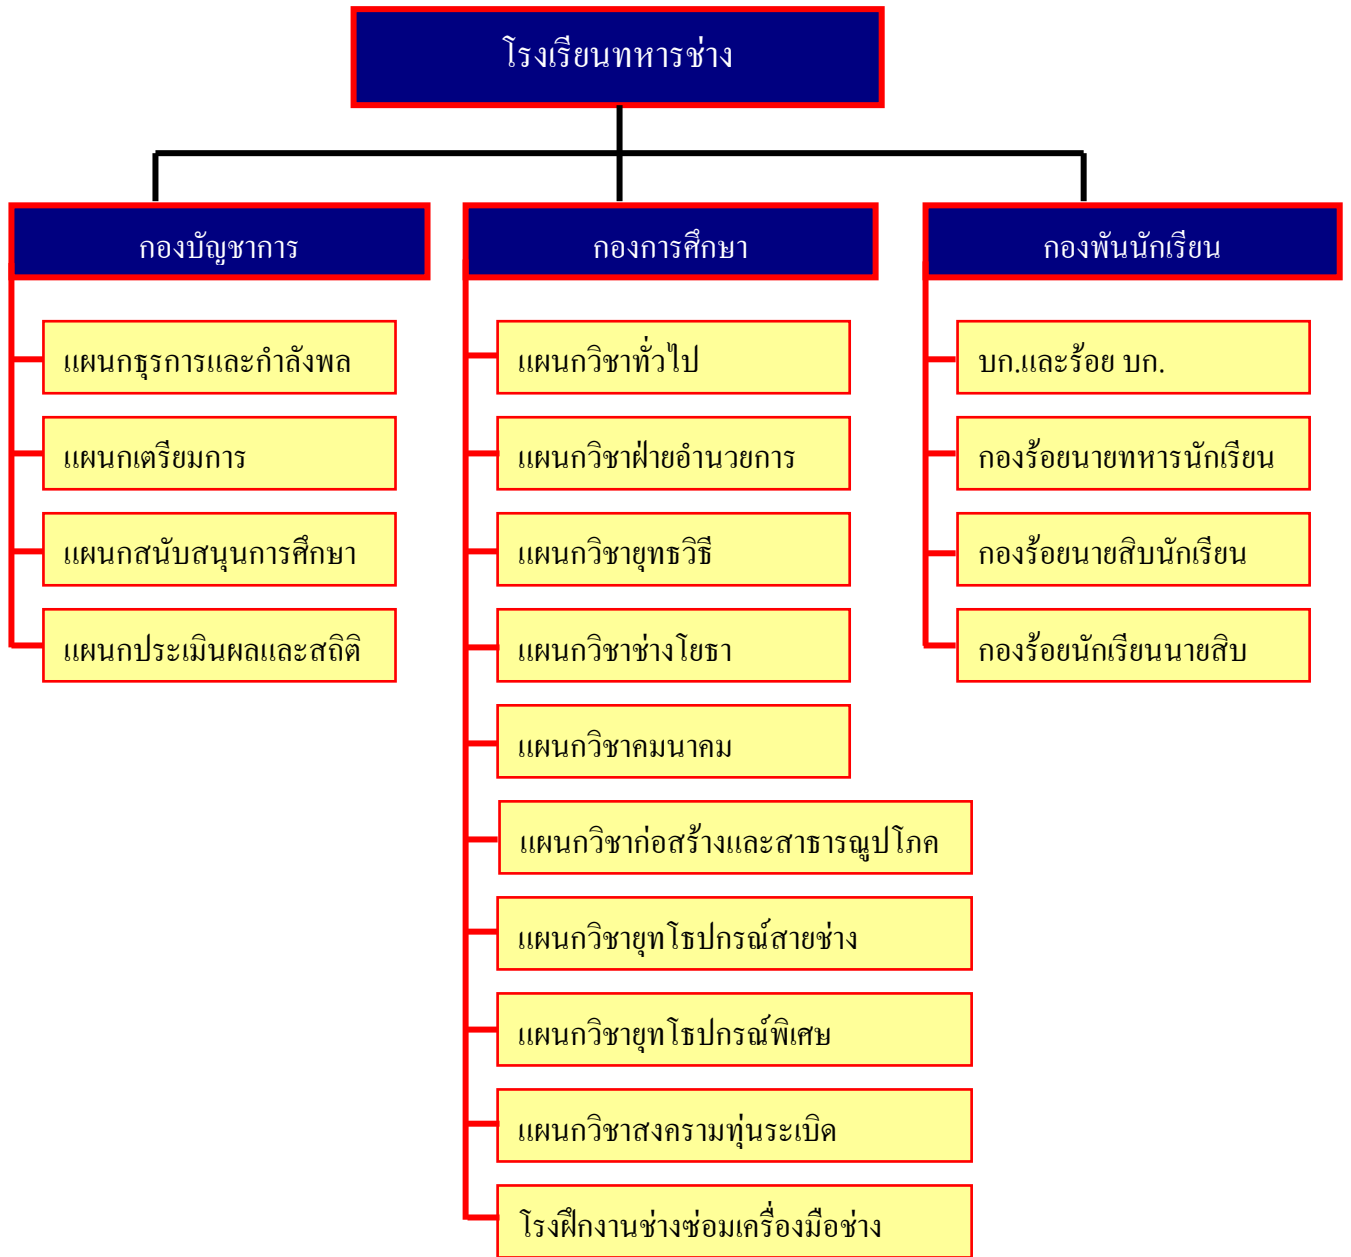 โรงเรียนทหารช่าง
กองบัญชาการ
แผนกธุรการและกำลังพล
แผนกเตรียมการ
แผนกสนับสนุนการศึกษา
แผนกประเมินผลและสถิติ
กองการศึกษา
แผนกวิชาทั่วไป
แผนกวิชาฝ่ายอำนวยการ
แผนกวิชายุทธวิธี
แผนกวิชาช่างโยธา
แผนกวิชาคมนาคม
แผนกวิชาก่อสร้างและสาธารณูปโภค
แผนกวิชายุทโธปกรณ์สายช่าง
แผนกวิชายุทโธปกรณ์พิเศษ
แผนกวิชาสงครามทุ่นระเบิด
โรงฝึกงานช่างซ่อมเครื่องมือช่าง
กองพันนักเรียน
บก.และร้อย บก.
กองร้อยนายทหารนักเรียน
กองร้อยนายสิบนักเรียน
กองร้อยนักเรียนนายสิบ